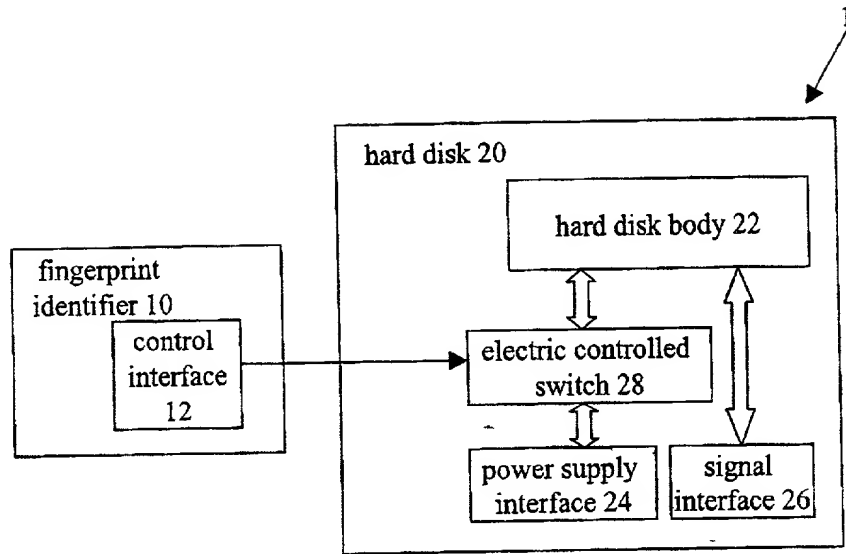 1
hard disk 20
hard disk body 22
fingerprint
identifier 10
control
interface
12
electric controlled
switch 28
power supply
interface 24
signal
interface 26